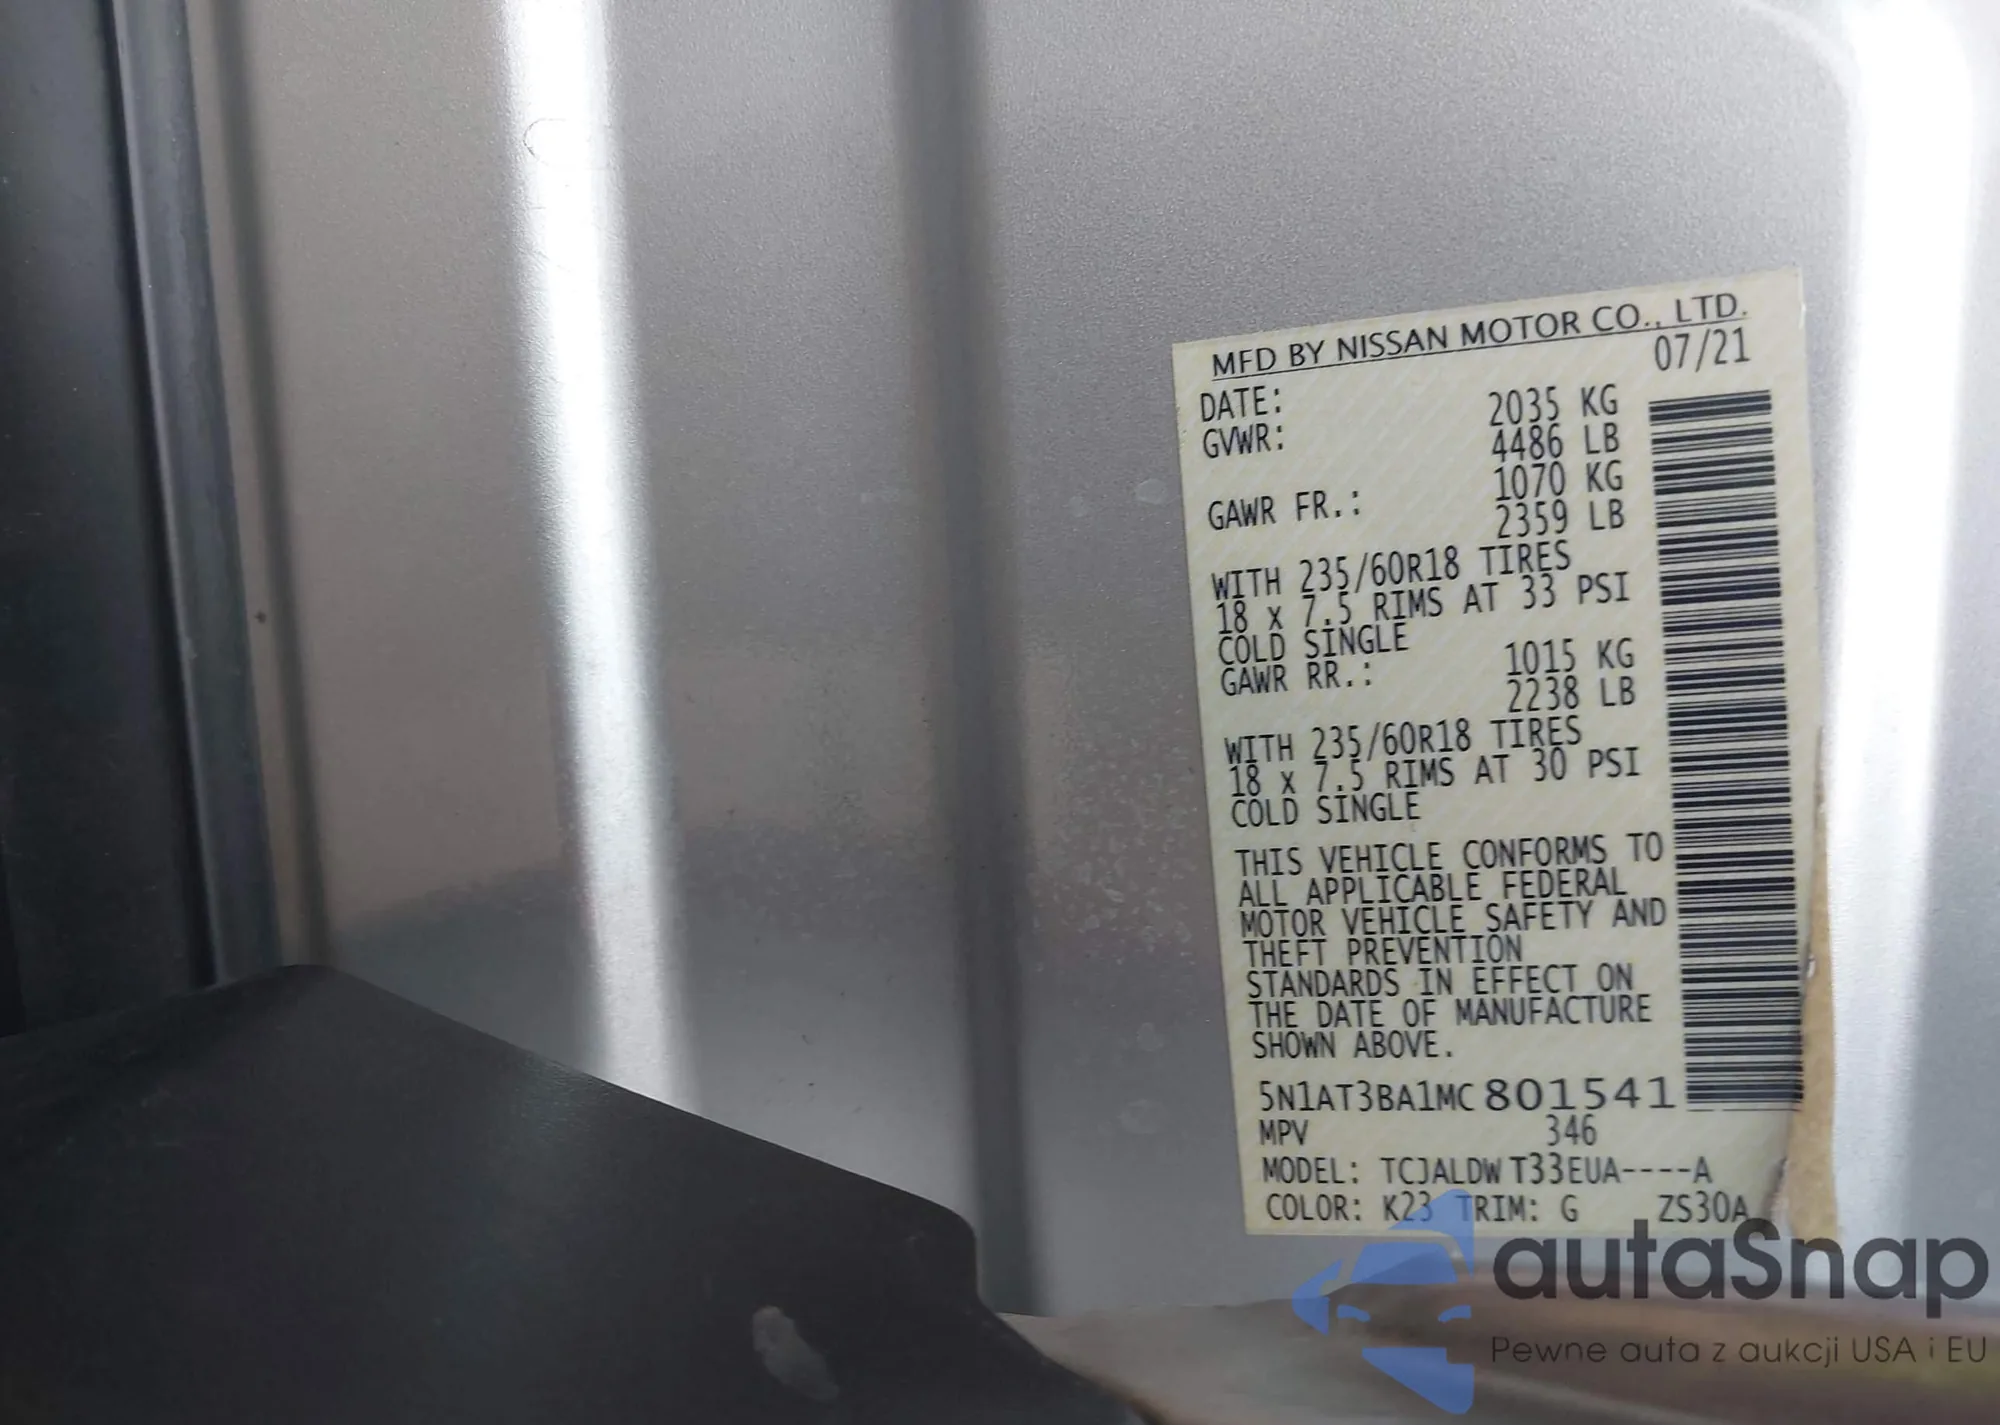 MFD BY NISSAN MOTOR CO., LTD.
DATE: 07/21
GVWR: 2035 KG
4486 LB
GAWR FR.: 1070 KG
2359 LB
WITH 235/60R18 TIRES
18 x 7.5 RIMS AT 33 PSI
COLD SINGLE
GAWR RR.: 1015 KG
2238 LB
WITH 235/60R18 TIRES
18 x 7.5 RIMS AT 30 PSI
COLD SINGLE
THIS VEHICLE CONFORMS TO
ALL APPLICABLE FEDERAL
MOTOR VEHICLE SAFETY AND
THEFT PREVENTION
STANDARDS IN EFFECT ON
THE DATE OF MANUFACTURE
SHOWN ABOVE.
5N1AT3BA1MC801541
MPV 346
MODEL: TCJALDW T33EUA----A
COLOR: K23 TRIM: G ZS30A
autaSnap
Pewne auta z aukcji USA i EU